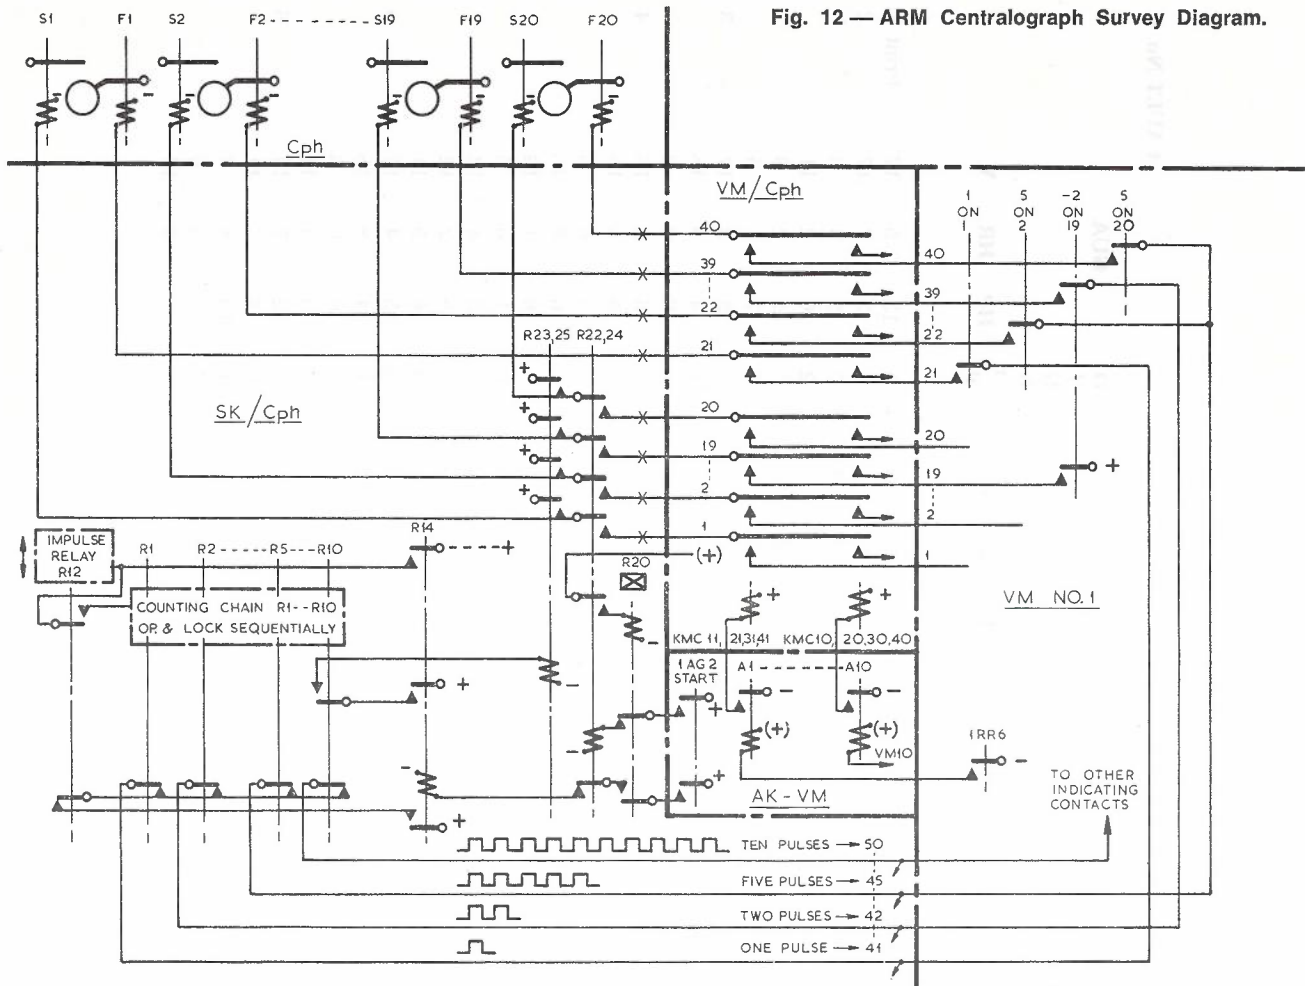 Fig. 12 — ARM Centralograph Survey Diagram.
S1 F1 S2 F2 - - - - - - - - - S19 F19 S20 F20
Cph
VM/Cph
1 ON 1
5 ON 2
-2 ON 19
5 ON 20
40
39
22
21
20
19
2
1
40
39
22
21
20
19
2
1
R23,25 R22,24
SK/Cph
(+)
IMPULSE RELAY R12
R1 R2 - - - - - R5 - - - R10
R14
R20
COUNTING CHAIN R1--R10
OP & LOCK SEQUENTIALLY
KMC 11, 21,31,41 KMC10, 20,30,40
VM NO.1
1 AG 2
START
A1 - - - - - - - A10
(+)
(+)
VM10
1RR6
AK-VM
TO OTHER
INDICATING
CONTACTS
TEN PULSES → 50
FIVE PULSES → 45
TWO PULSES → 42
ONE PULSE → 41